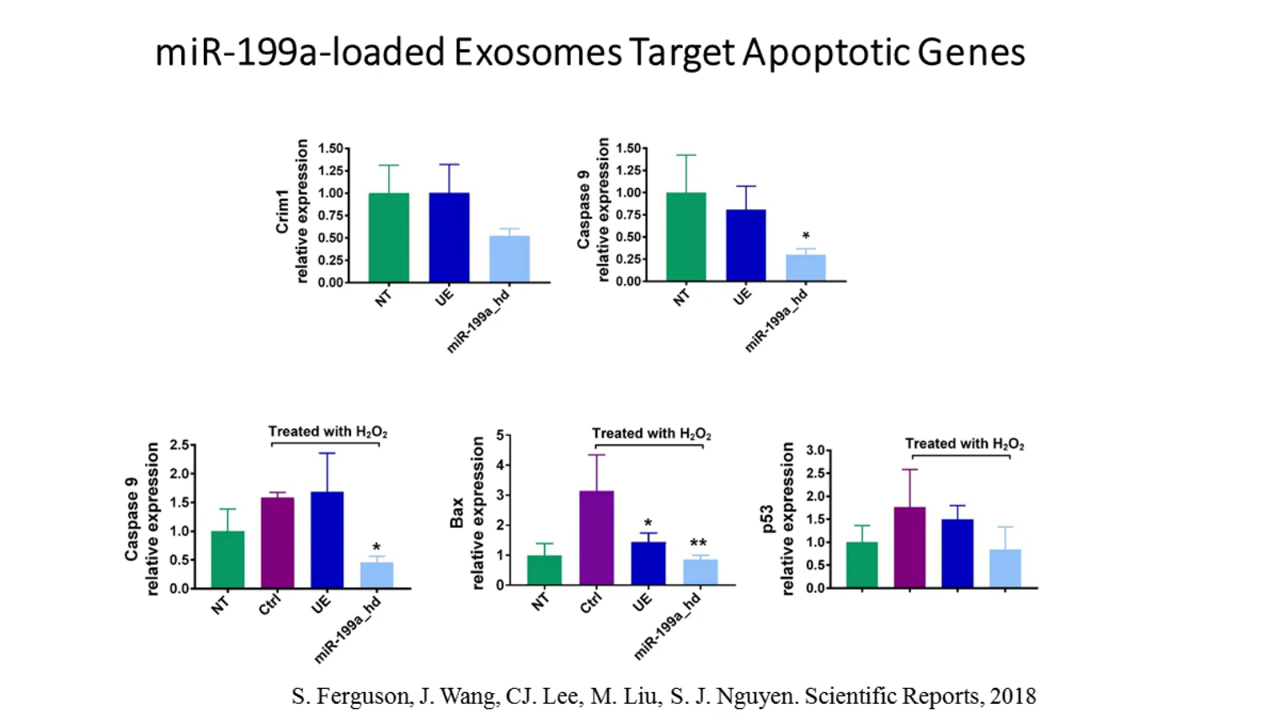 miR-199a-loaded Exosomes Target Apoptotic Genes
Crim1
relative expression
1.50
1.25
1.00
0.75
0.50
0.25
0.00
NT
UE
miR-199a_hd
Caspase 9
relative expression
1.50
1.25
1.00
0.75
0.50
0.25
0.00
*
NT
UE
miR-199a_hd
Caspase 9
relative expression
Treated with H₂O₂
2.5
2.0
1.5
1.0
0.5
0.0
*
NT
Ctrl
UE
miR-199a_hd
Bax
relative expression
Treated with H₂O₂
5
4
3
2
1
0
*
**
NT
Ctrl
UE
miR-199a_hd
p53
relative expression
Treated with H₂O₂
3.0
2.5
2.0
1.5
1.0
0.5
0.0
S. Ferguson, J. Wang, CJ. Lee, M. Liu, S. J. Nguyen. Scientific Reports, 2018